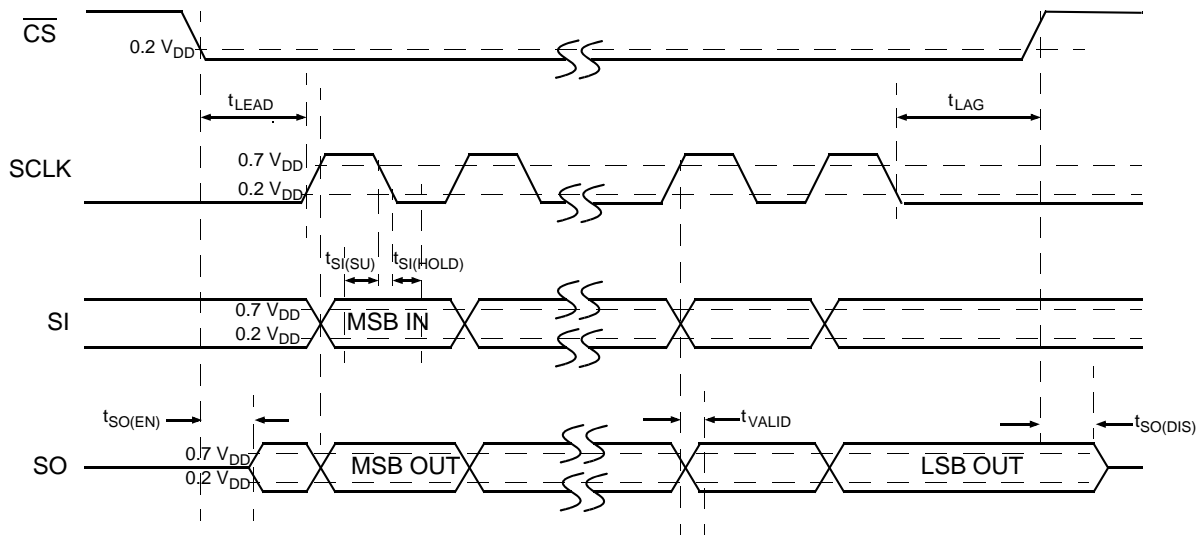 CS
0.2 VDD
tLEAD
tLAG
SCLK
0.7 VDD
0.2 VDD
tSI(SU)
tSI(HOLD)
SI
0.7 VDD
0.2 VDD
MSB IN
tSO(EN)
tVALID
tSO(DIS)
SO
0.7 VDD
0.2 VDD
MSB OUT
LSB OUT